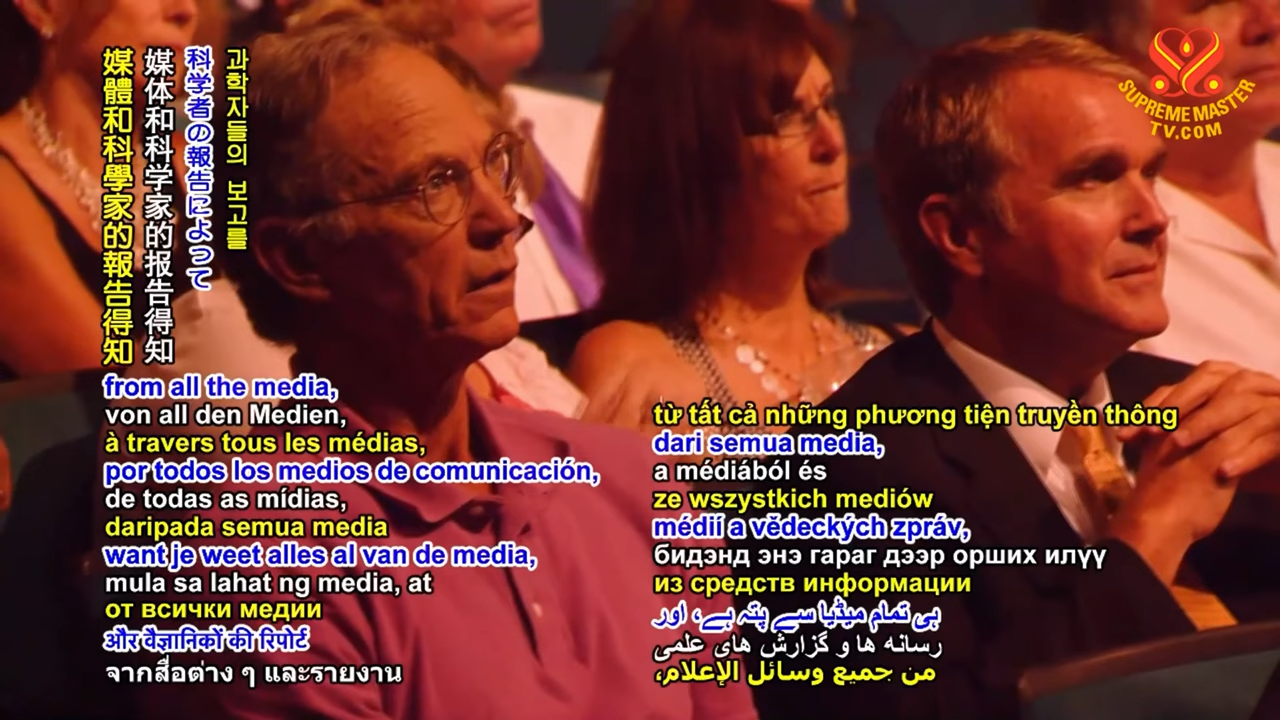 SUPREME MASTER
TV.COM
媒體和科學家的報告得知
媒体和科学家的报告得知
科学者の報告によって
과학자들의 보고를
from all the media,
von all den Medien,
à travers tous les médias,
por todos los medios de comunicación,
de todas as mídias,
daripada semua media
want je weet alles al van de media,
mula sa lahat ng media, at
от всички медии
और वैज्ञानिकों की रिपोर्ट
จากสื่อต่าง ๆ และรายงาน
từ tất cả những phương tiện truyền thông
dari semua media,
a médiából és
ze wszystkich mediów
médií a vědeckých zpráv,
бидэнд энэ гараг дээр орших илүү
из средств информации
ہی تمام میڈیا سے پتہ ہے، اور
رسانه ها و گزارش های علمی
من جميع وسائل الإعلام،